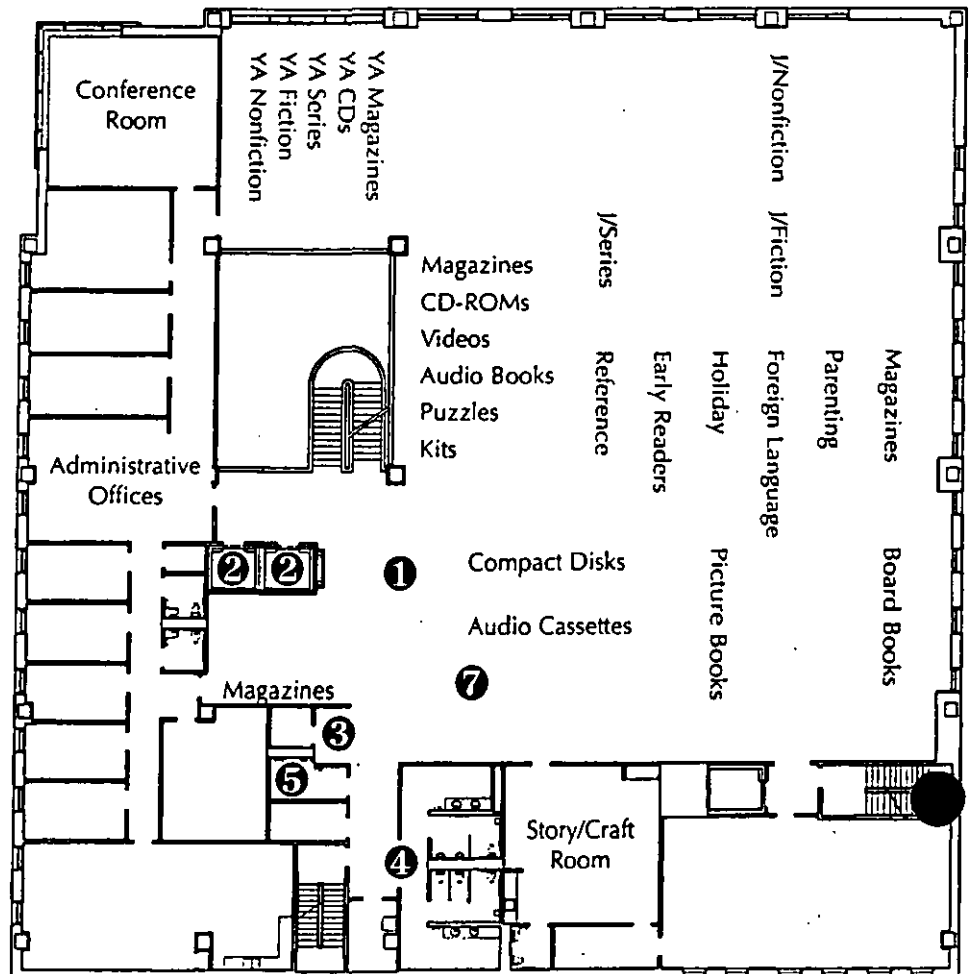 Conference
Room
YA Magazines
YA CDs
YA Series
YA Fiction
YA Nonfiction
J/Nonfiction
J/Series
J/Fiction
Magazines
CD-ROMs
Videos
Audio Books
Puzzles
Kits
Reference
Early Readers
Holiday
Foreign Language
Parenting
Magazines
Administrative
Offices
2 2
1
Compact Disks
Audio Cassettes
Picture Books
Board Books
7
Magazines
3
5
4
Story/Craft
Room